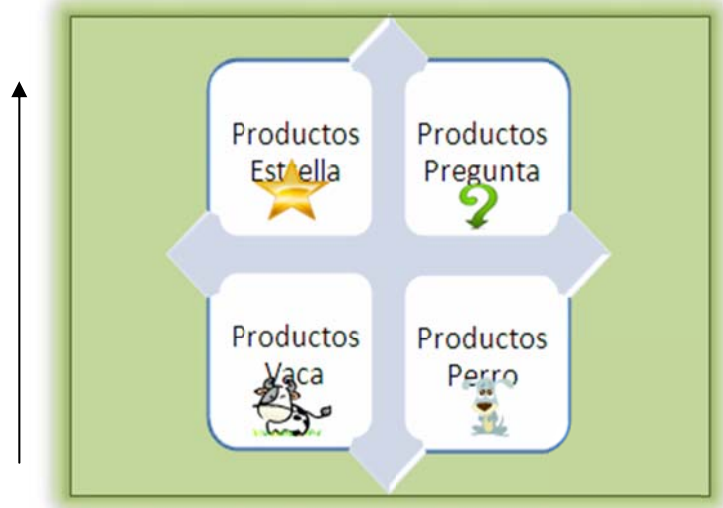 Productos
Estrella
Productos
Pregunta
Productos
Vaca
Productos
Perro